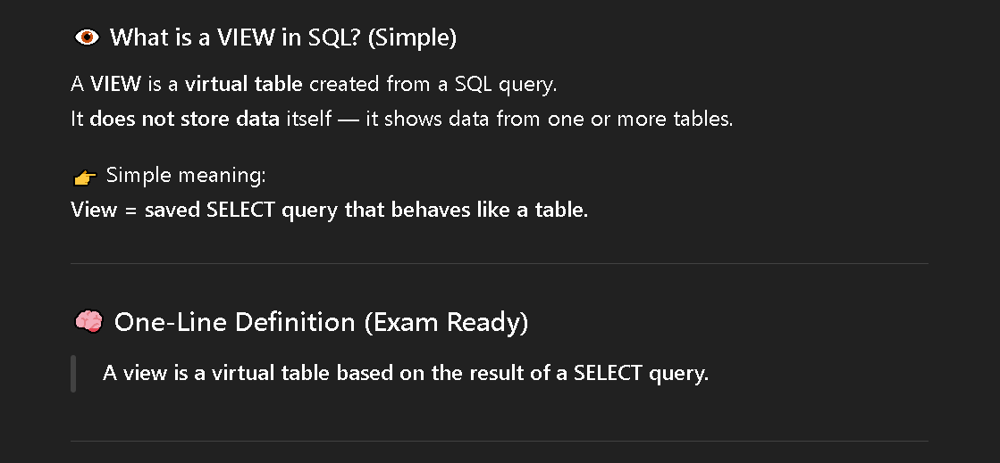 What is a VIEW in SQL? (Simple)
A VIEW is a virtual table created from a SQL query.
It does not store data itself — it shows data from one or more tables.
Simple meaning:
View = saved SELECT query that behaves like a table.
One-Line Definition (Exam Ready)
A view is a virtual table based on the result of a SELECT query.